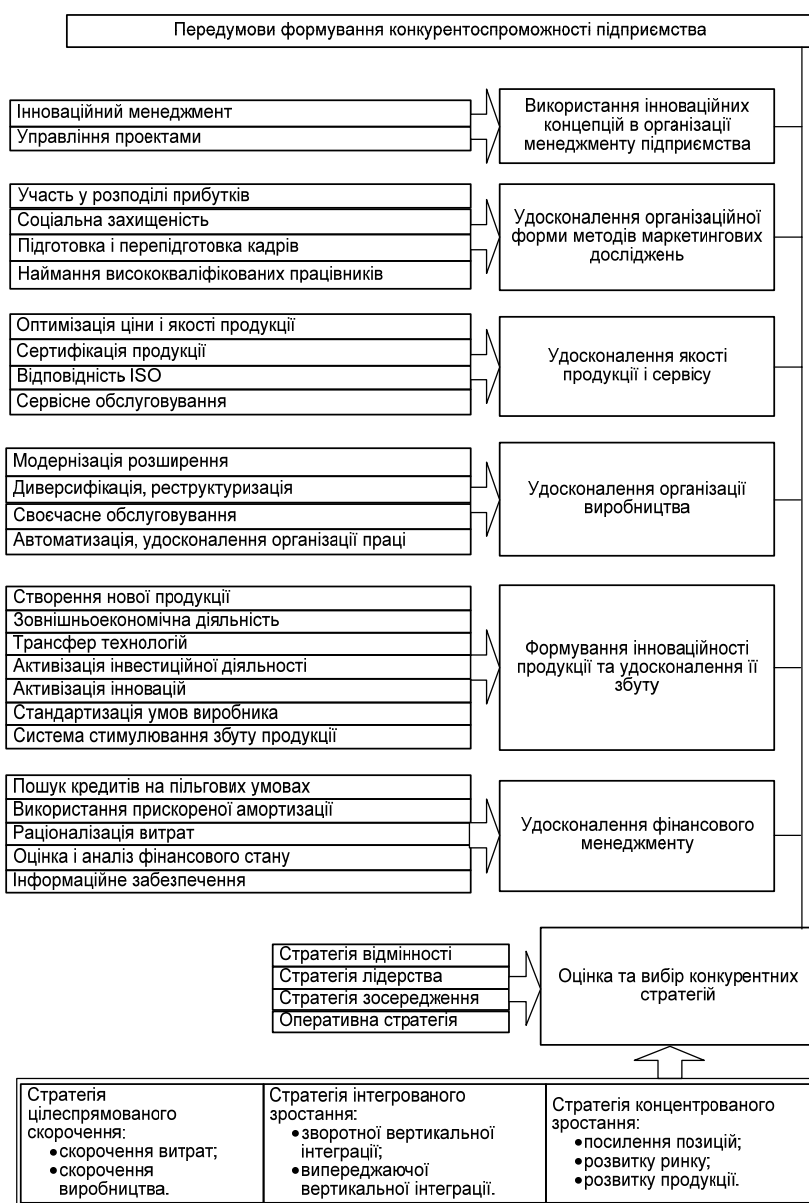 Передумови формування конкурентоспроможності підприємства
Інноваційний менеджмент
Управління проектами
Використання інноваційних
концепцій в організації
менеджменту підприємства
Участь у розподілі прибутків
Соціальна захищеність
Підготовка і перепідготовка кадрів
Наймання висококваліфікованих працівників
Удосконалення організаційної
форми методів маркетингових
досліджень
Оптимізація ціни і якості продукції
Сертифікація продукції
Відповідність ISO
Сервісне обслуговування
Удосконалення якості
продукції і сервісу
Модернізація розширення
Диверсифікація, реструктуризація
Своєчасне обслуговування
Автоматизація, удосконалення організації праці
Удосконалення організації
виробництва
Створення нової продукції
Зовнішньоекономічна діяльність
Трансфер технологій
Активізація інвестиційної діяльності
Активізація інновацій
Стандартизація умов виробника
Система стимулювання збуту продукції
Формування інноваційності
продукції та удосконалення її
збуту
Пошук кредитів на пільгових умовах
Використання прискореної амортизації
Раціоналізація витрат
Оцінка і аналіз фінансового стану
Інформаційне забезпечення
Удосконалення фінансового
менеджменту
Стратегія відмінності
Стратегія лідерства
Стратегія зосередження
Оперативна стратегія
Оцінка та вибір конкурентних
стратегій
Стратегія
цілеспрямованого
скорочення:
•скорочення витрат;
•скорочення
виробництва.
Стратегія інтегрованого
зростання:
•зворотної вертикальної
інтеграції;
•випереджаючої
вертикальної інтеграції.
Стратегія концентрованого
зростання:
•посилення позицій;
•розвитку ринку;
•розвитку продукції.